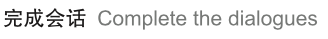 完成会话 Complete the dialogues